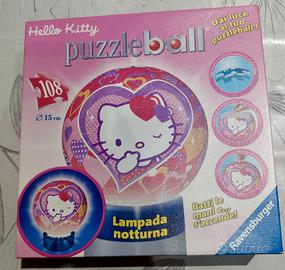 Hello Kitty
puzzleball
Dai luce
al tuo
puzzleball!
108
Ø 15 cm
Lampada
notturna
Batti le
mani e...
s'accende!
Ravensburger